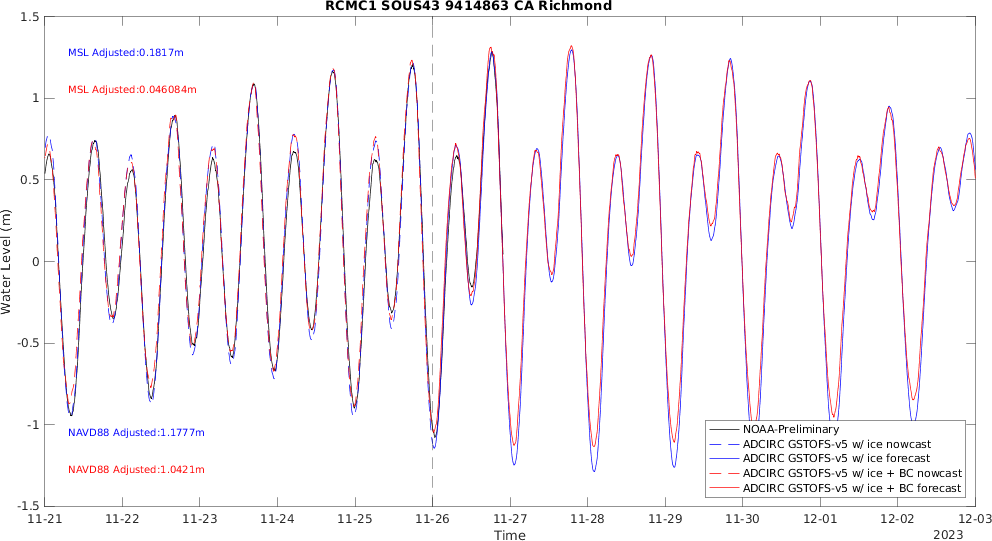 RCMC1 SOUS43 9414863 CA Richmond
1.5
MSL Adjusted:0.1817m
MSL Adjusted:0.046084m
1
0.5
0
-0.5
-1
-1.5
Water Level (m)
NAVD88 Adjusted:1.1777m
NAVD88 Adjusted:1.0421m
NOAA-Preliminary
ADCIRC GSTOFS-v5 w/ ice nowcast
ADCIRC GSTOFS-v5 w/ ice forecast
ADCIRC GSTOFS-v5 w/ ice + BC nowcast
ADCIRC GSTOFS-v5 w/ ice + BC forecast
11-21 11-22 11-23 11-24 11-25 11-26 11-27 11-28 11-29 11-30 12-01 12-02 12-03
Time
2023